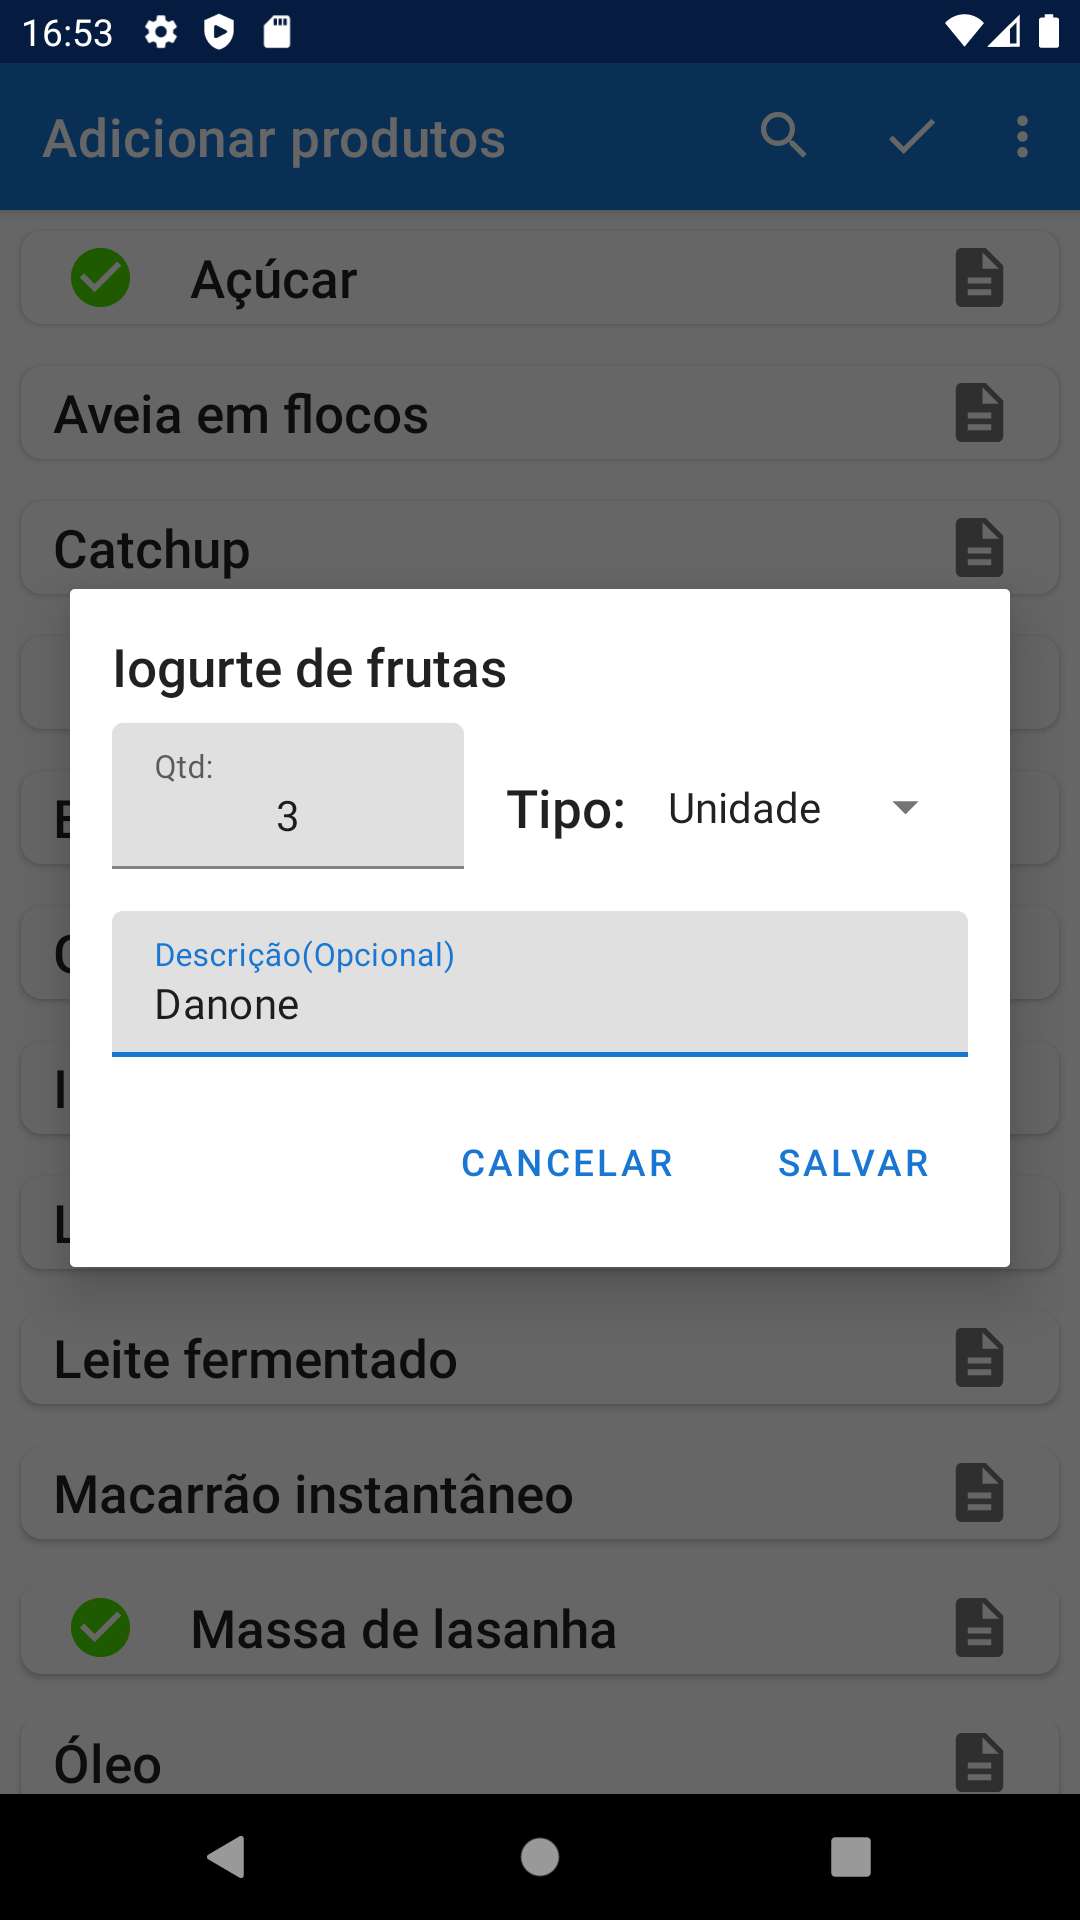 16:53
Adicionar produtos
Açúcar
Aveia em flocos
Catchup
Iogurte de frutas
Qtd:
3
Tipo: Unidade
Descrição(Opcional)
Danone
CANCELAR SALVAR
Leite fermentado
Macarrão instantâneo
Massa de lasanha
Óleo